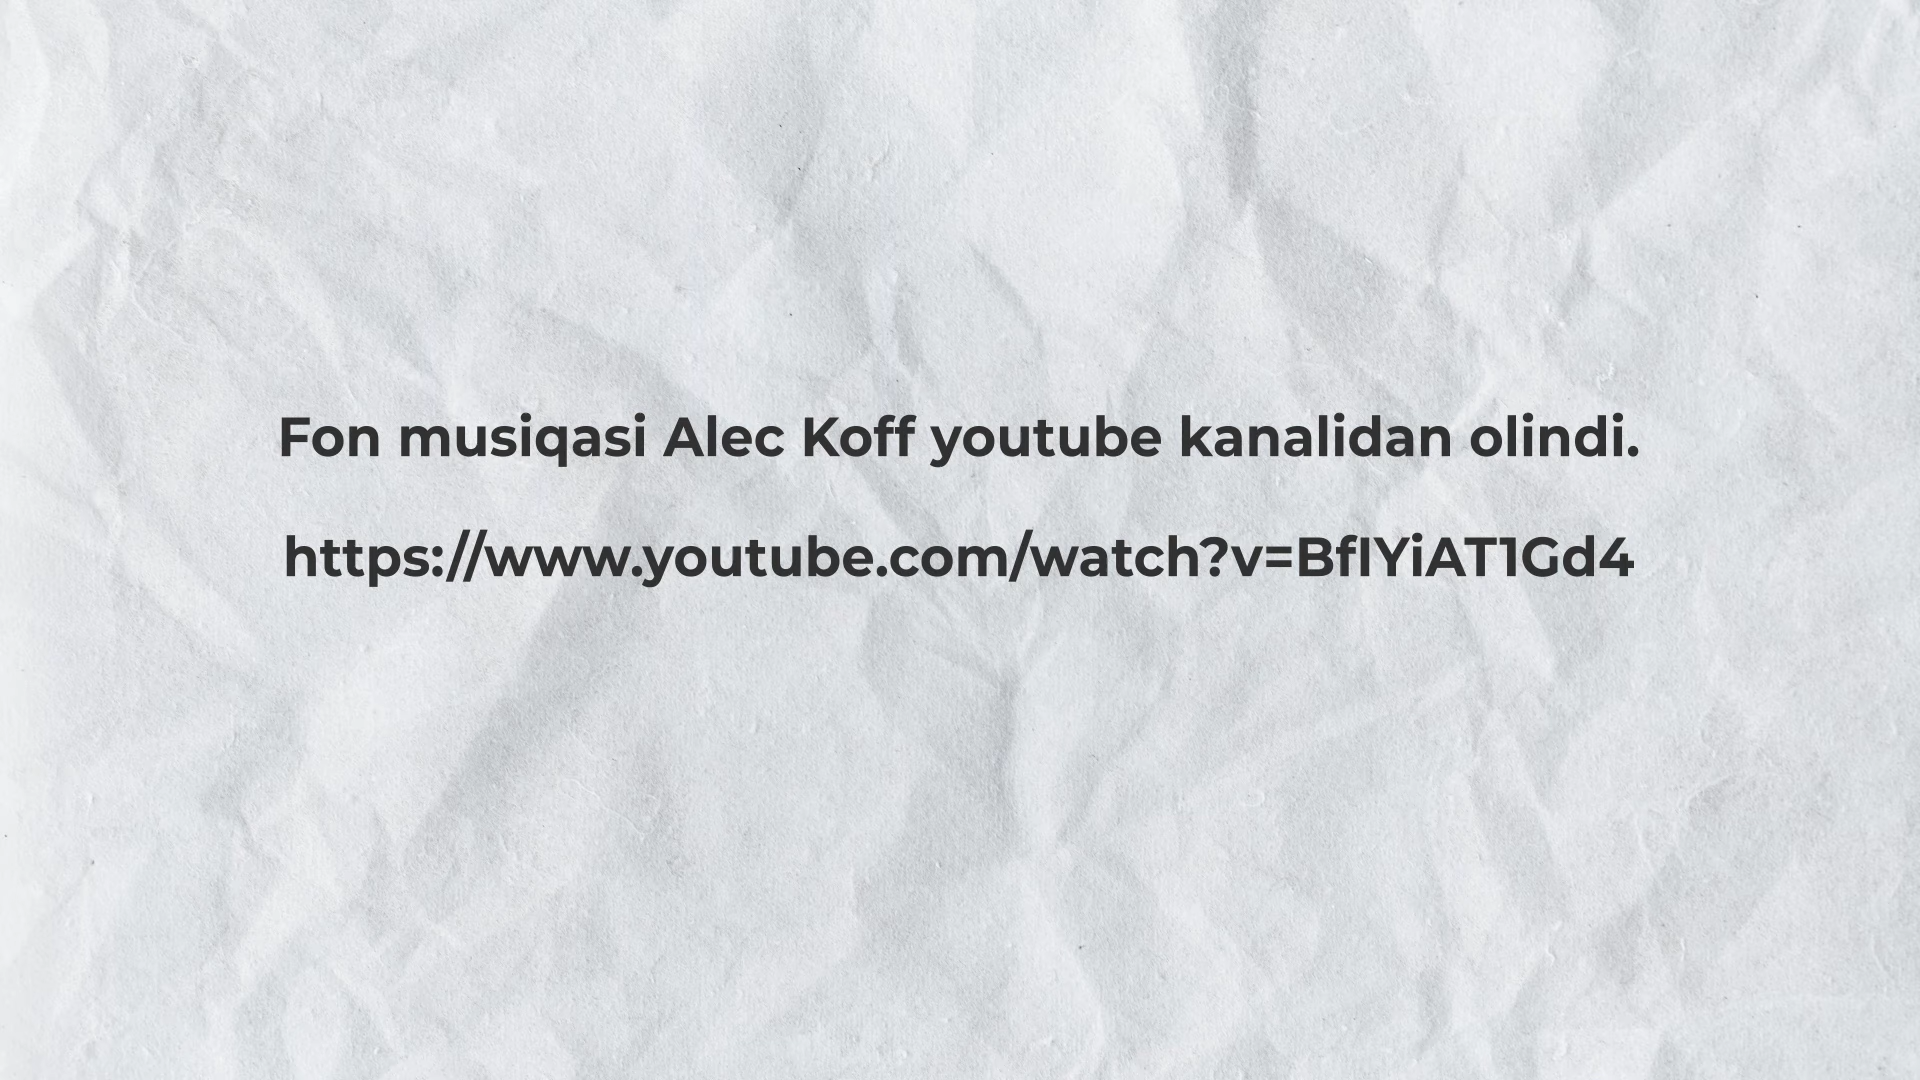 Fon musiqasi Alec Koff youtube kanalidan olindi.
https://www.youtube.com/watch?v=BfIYiAT1Gd4